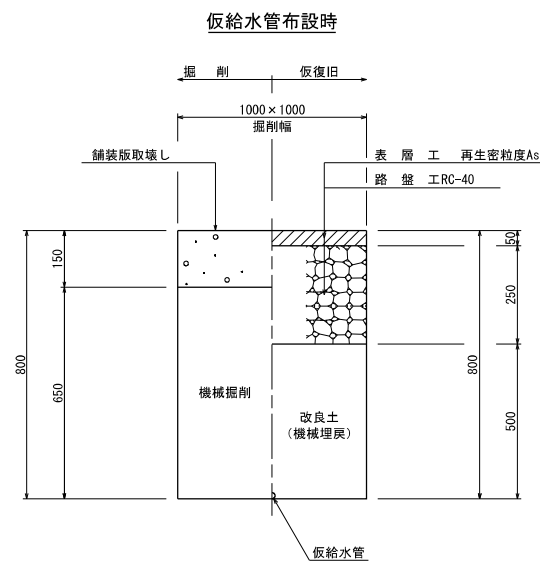 仮給水管布設時
掘　削
仮復旧
1000×1000
掘削幅
舗装版取壊し
表　層　工　再生密粒度As
路　盤　工RC-40
50
150
250
800
800
650
500
機械掘削
改良土
(機械埋戻)
仮給水管